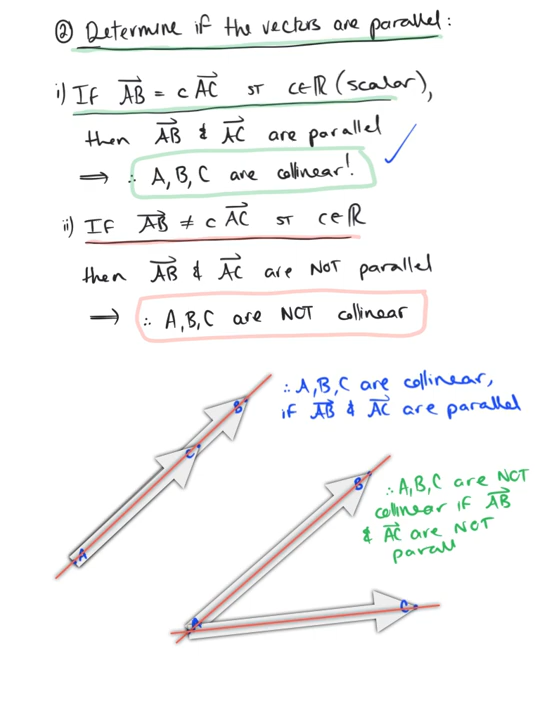 ② Determine if the vectors are parallel:
i) If AB = c AC st c∈ℝ (scalar),
then AB & AC are parallel
⟹ ∴ A, B, C are collinear!
ii) If AB ≠ c AC st c∈ℝ
then AB & AC are NOT parallel
⟹ ∴ A,B,C are NOT collinear
∴ A,B,C are collinear,
if AB & AC are parallel
B
C
A
∴ A,B,C are NOT
collinear if AB
& AC are NOT
parall
B
A
C